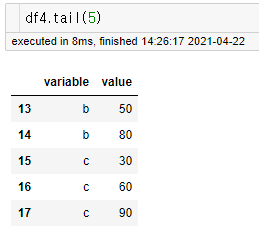 df4.tail(5)
executed in 8ms, finished 14:26:17 2021-04-22
variable value
13 b 50
14 b 80
15 c 30
16 c 60
17 c 90